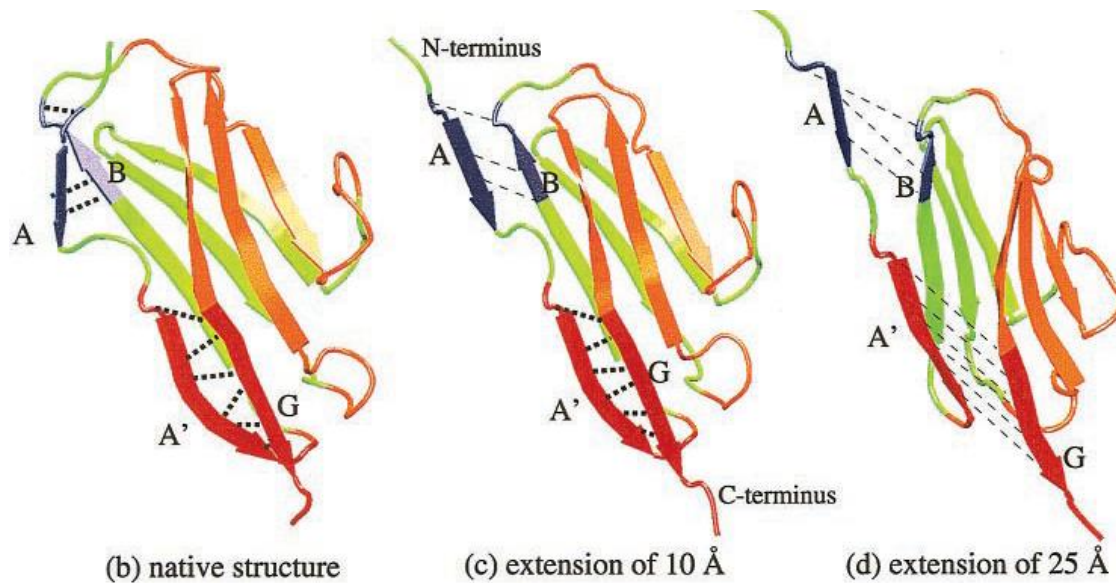 N-terminus
A
B
A’
G
(b) native structure
A
B
A’
G
C-terminus
(c) extension of 10 Å
A
B
A’
G
(d) extension of 25 Å